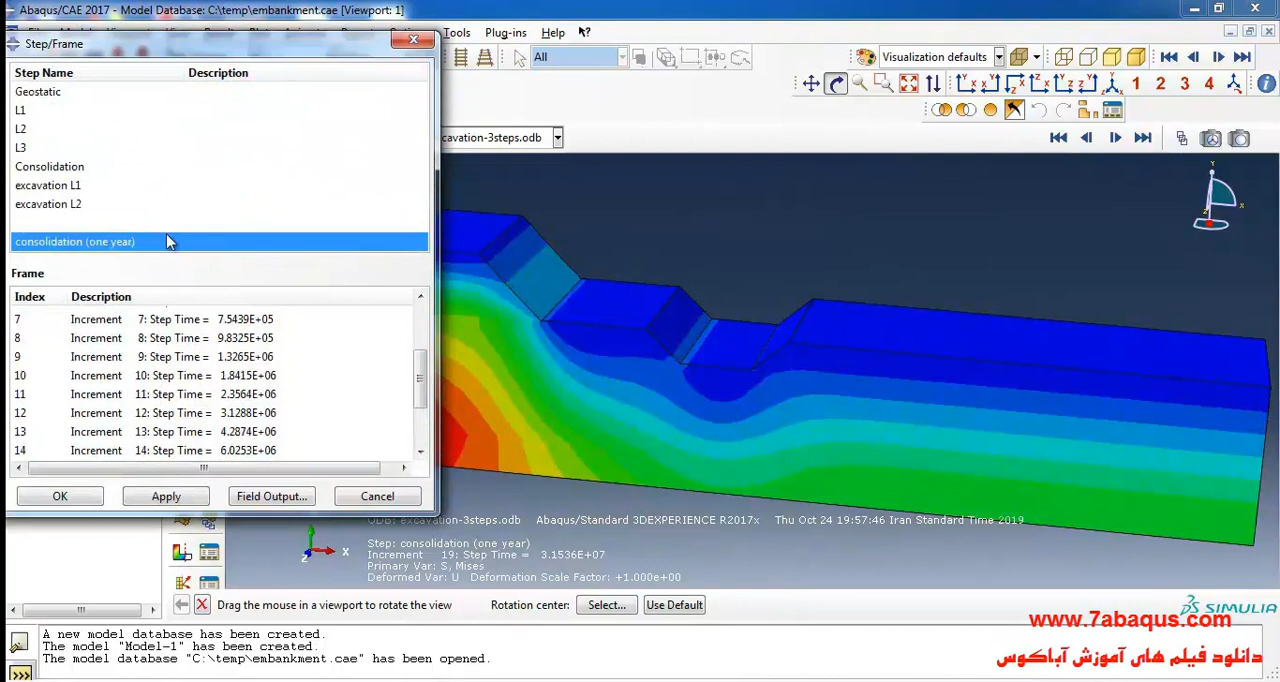 Abaqus/CAE 2017 - Model Database: C:\temp\embankment.cae [Viewport: 1]
Tools Plug-ins Help
Step/Frame
All
Visualization defaults
1 2 3 4
cavation-3steps.odb
Step Name Description
Geostatic
L1
L2
L3
Consolidation
excavation L1
excavation L2
consolidation (one year)
Frame
Index Description
7 Increment 7: Step Time = 7.5439E+05
8 Increment 8: Step Time = 9.8325E+05
9 Increment 9: Step Time = 1.3265E+06
10 Increment 10: Step Time = 1.8415E+06
11 Increment 11: Step Time = 2.3564E+06
12 Increment 12: Step Time = 3.1288E+06
13 Increment 13: Step Time = 4.2874E+06
14 Increment 14: Step Time = 6.0253E+06
OK Apply Field Output... Cancel
Y
X
Z
X
Z
ODB: excavation-3steps.odb Abaqus/Standard 3DEXPERIENCE R2017x Thu Oct 24 19:57:46 Iran Standard Time 2019
Step: consolidation (one year)
Increment 19: Step Time = 3.1536E+07
Primary Var: S, Mises
Deformed Var: U Deformation Scale Factor: +1.000e+00
Drag the mouse in a viewport to rotate the view Rotation center: Select... Use Default
SIMULIA
A new model database has been created.
The model "Model-1" has been created.
The model database "C:\temp\embankment.cae" has been opened.
www.7abaqus.com
دانلود فیلم های آموزش آباکوس